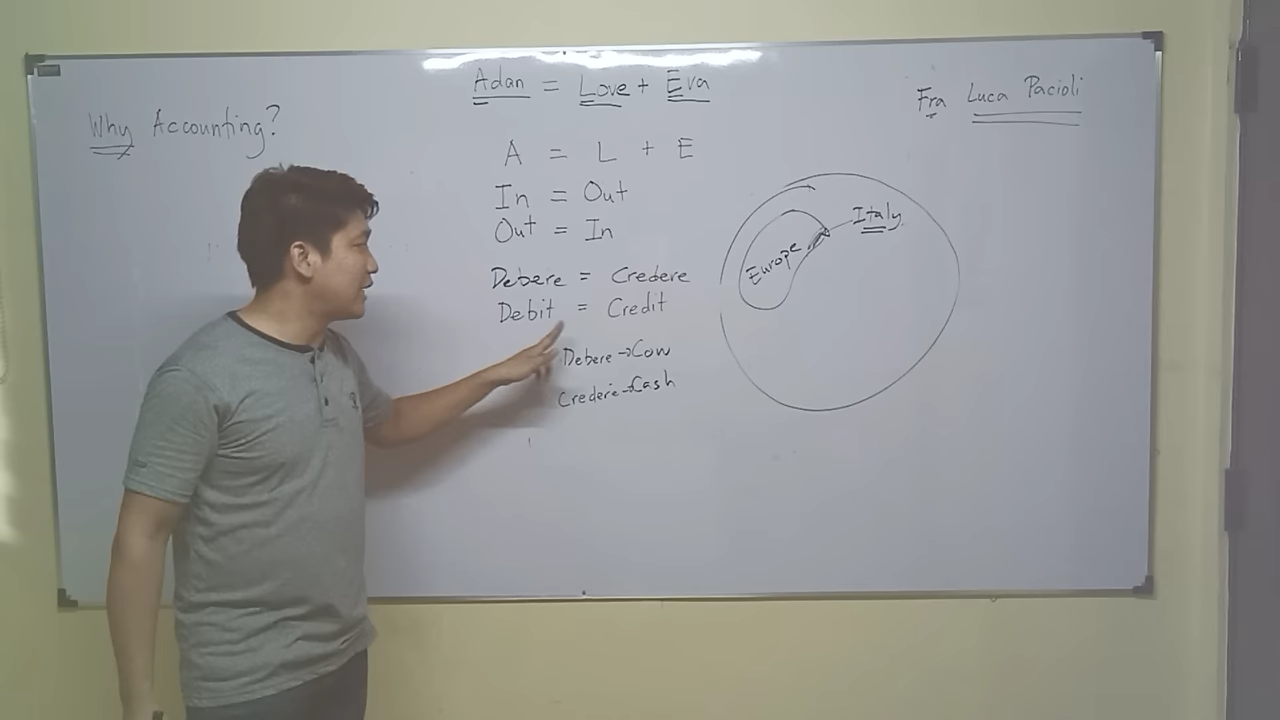 Why Accounting?
Adan = Love + Eva
A = L + E
In = Out
Out = In
Debere = Credere
Debit = Credit
Debere → Cow
Credere → Cash
Fra Luca Pacioli
Italy
Europe